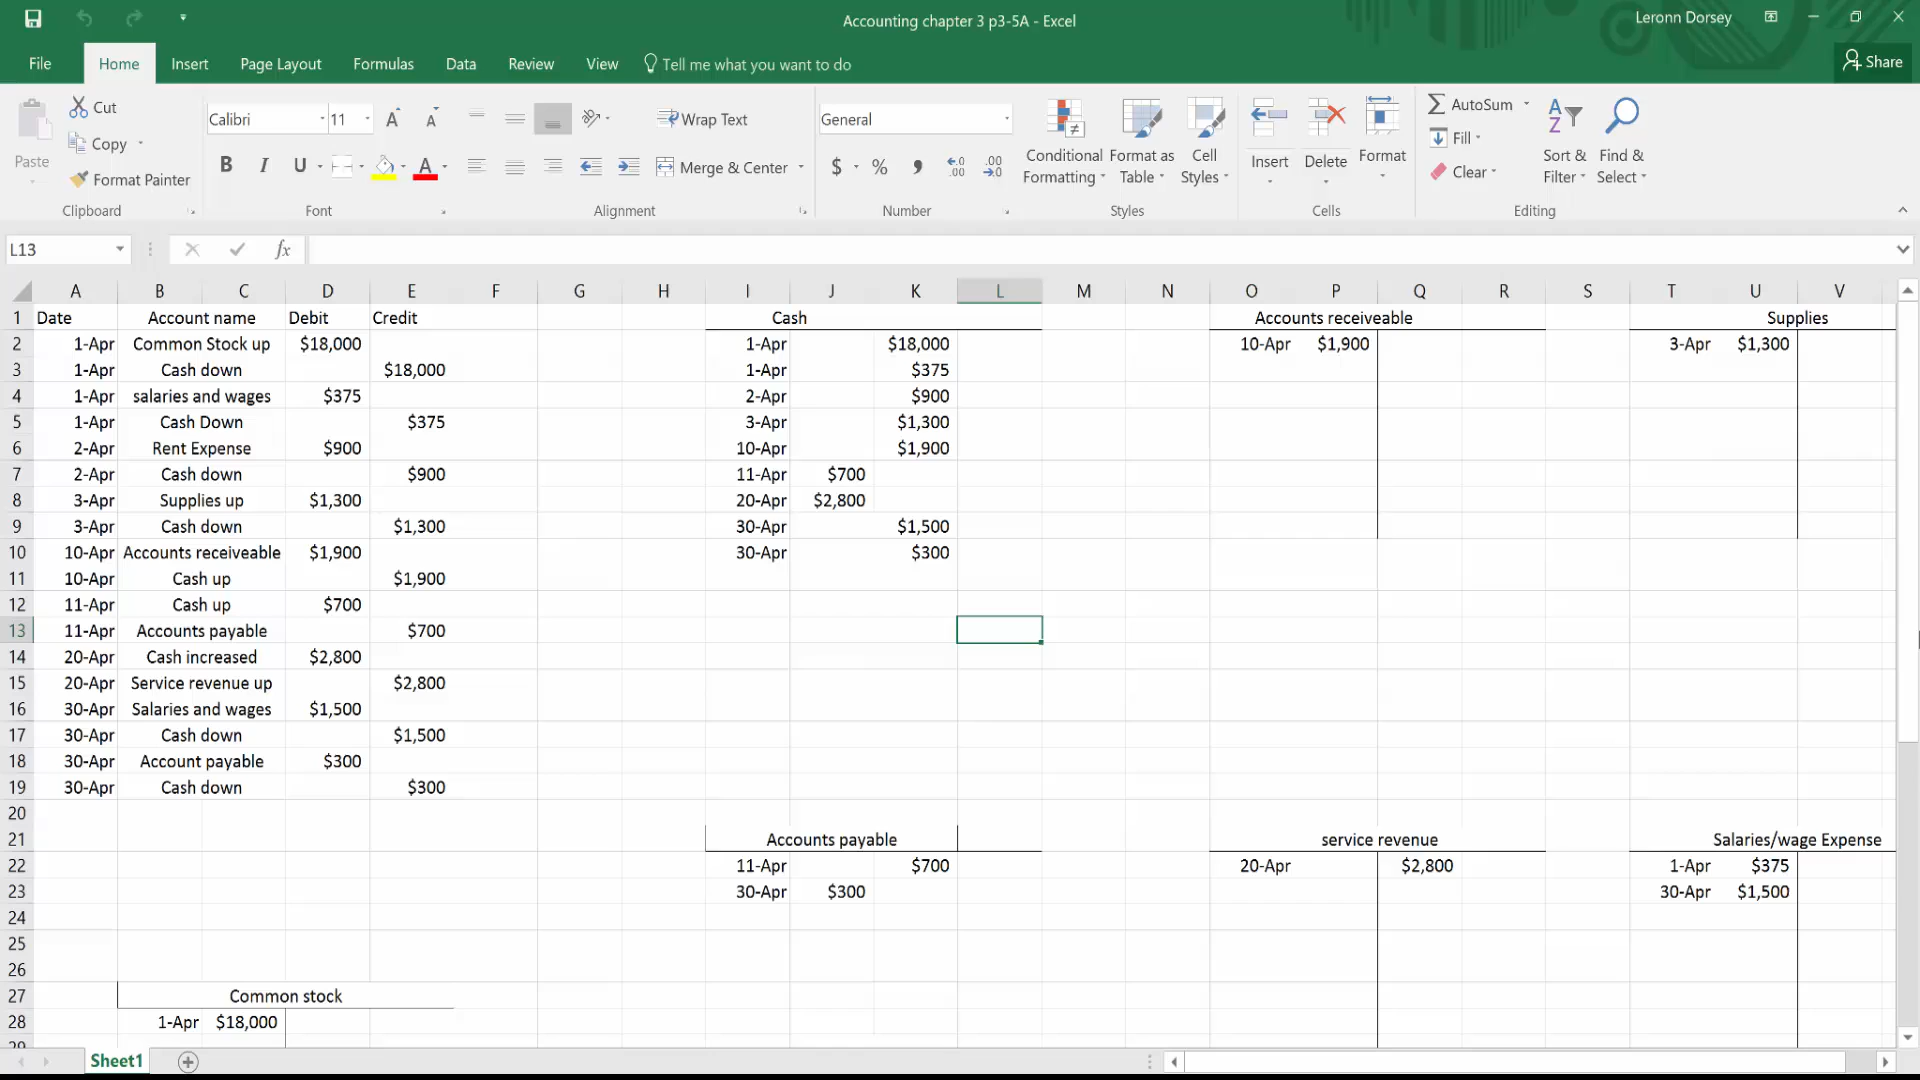 Accounting chapter 3 p3-5A - Excel
Leronn Dorsey
File Home Insert Page Layout Formulas Data Review View Tell me what you want to do
Share
Paste
Cut
Copy
Format Painter
Clipboard
Calibri 11 A A
B I U A
Font
Wrap Text
Merge & Center
Alignment
General
$ % , .0 .00 .00 .0
Number
Conditional Formatting
Format as Table
Cell Styles
Styles
Insert Delete Format
Cells
AutoSum
Fill
Clear
Sort & Filter
Find & Select
Editing
L13 fx
A B C D E F G H I J K L M N O P Q R S T U V
1 Date Account name Debit Credit Cash Accounts receiveable Supplies
2 1-Apr Common Stock up $18,000 1-Apr $18,000 10-Apr $1,900 3-Apr $1,300
3 1-Apr Cash down $18,000 1-Apr $375
4 1-Apr salaries and wages $375 2-Apr $900
5 1-Apr Cash Down $375 3-Apr $1,300
6 2-Apr Rent Expense $900 10-Apr $1,900
7 2-Apr Cash down $900 11-Apr $700
8 3-Apr Supplies up $1,300 20-Apr $2,800
9 3-Apr Cash down $1,300 30-Apr $1,500
10 10-Apr Accounts receiveable $1,900 30-Apr $300
11 10-Apr Cash up $1,900
12 11-Apr Cash up $700
13 11-Apr Accounts payable $700
14 20-Apr Cash increased $2,800
15 20-Apr Service revenue up $2,800
16 30-Apr Salaries and wages $1,500
17 30-Apr Cash down $1,500
18 30-Apr Account payable $300
19 30-Apr Cash down $300
20
21 Accounts payable service revenue Salaries/wage Expense
22 11-Apr $700 20-Apr $2,800 1-Apr $375
23 30-Apr $300 30-Apr $1,500
24
25
26
27 Common stock
28 1-Apr $18,000
29
Sheet1